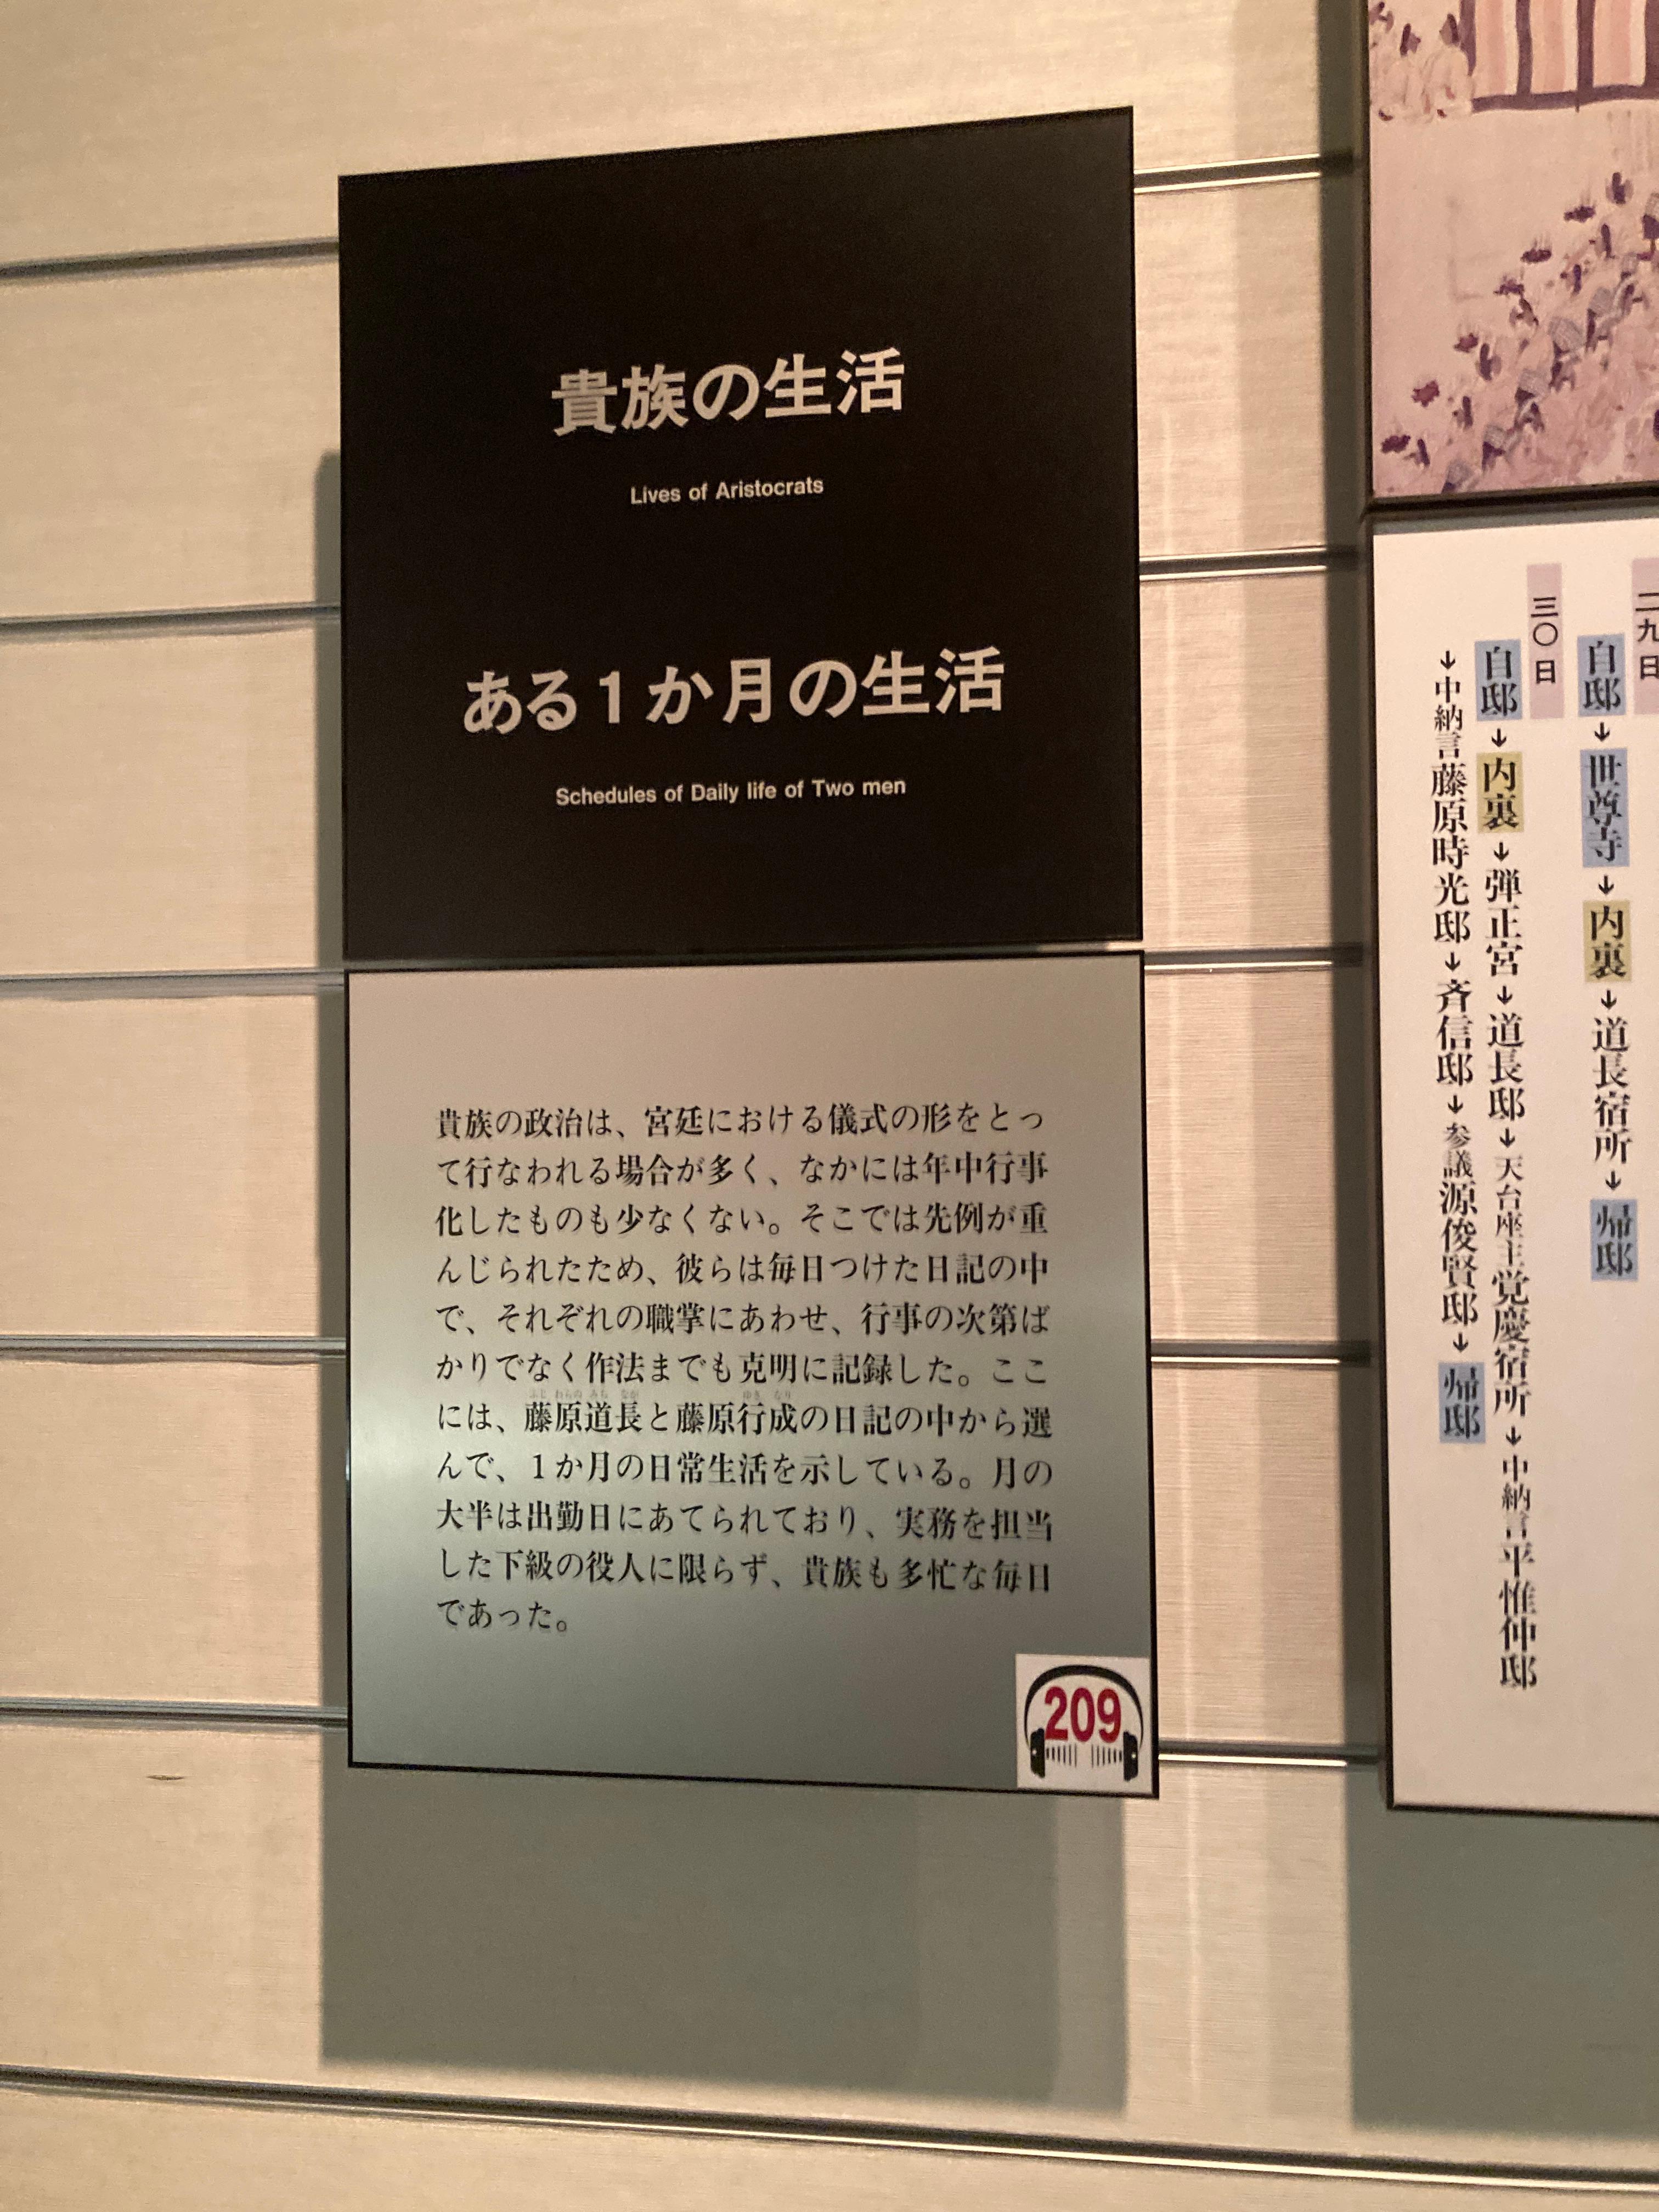 貴族の生活
Lives of Aristocrats
ある1か月の生活
Schedules of Daily life of Two men
貴族の政治は、宮廷における儀式の形をとっ
て行なわれる場合が多く、なかには年中行事
化したものも少なくない。そこでは先例が重
んじられたため、彼らは毎日つけた日記の中
で、それぞれの職掌にあわせ、行事の次第ば
かりでなく作法までも克明に記録した。ここ
ふじ わらの みち なが ゆき なり
には、藤原道長と藤原行成の日記の中から選
んで、1か月の日常生活を示している。月の
大半は出勤日にあてられており、実務を担当
した下級の役人に限らず、貴族も多忙な毎日
であった。
209
二九日
自邸→世尊寺→内裏→道長宿所→帰邸
三〇日
自邸→内裏→弾正宮→道長邸→天台座主覚慶宿所→中納言平惟仲邸
→中納言藤原時光邸→斉信邸→参議源俊賢邸→帰邸